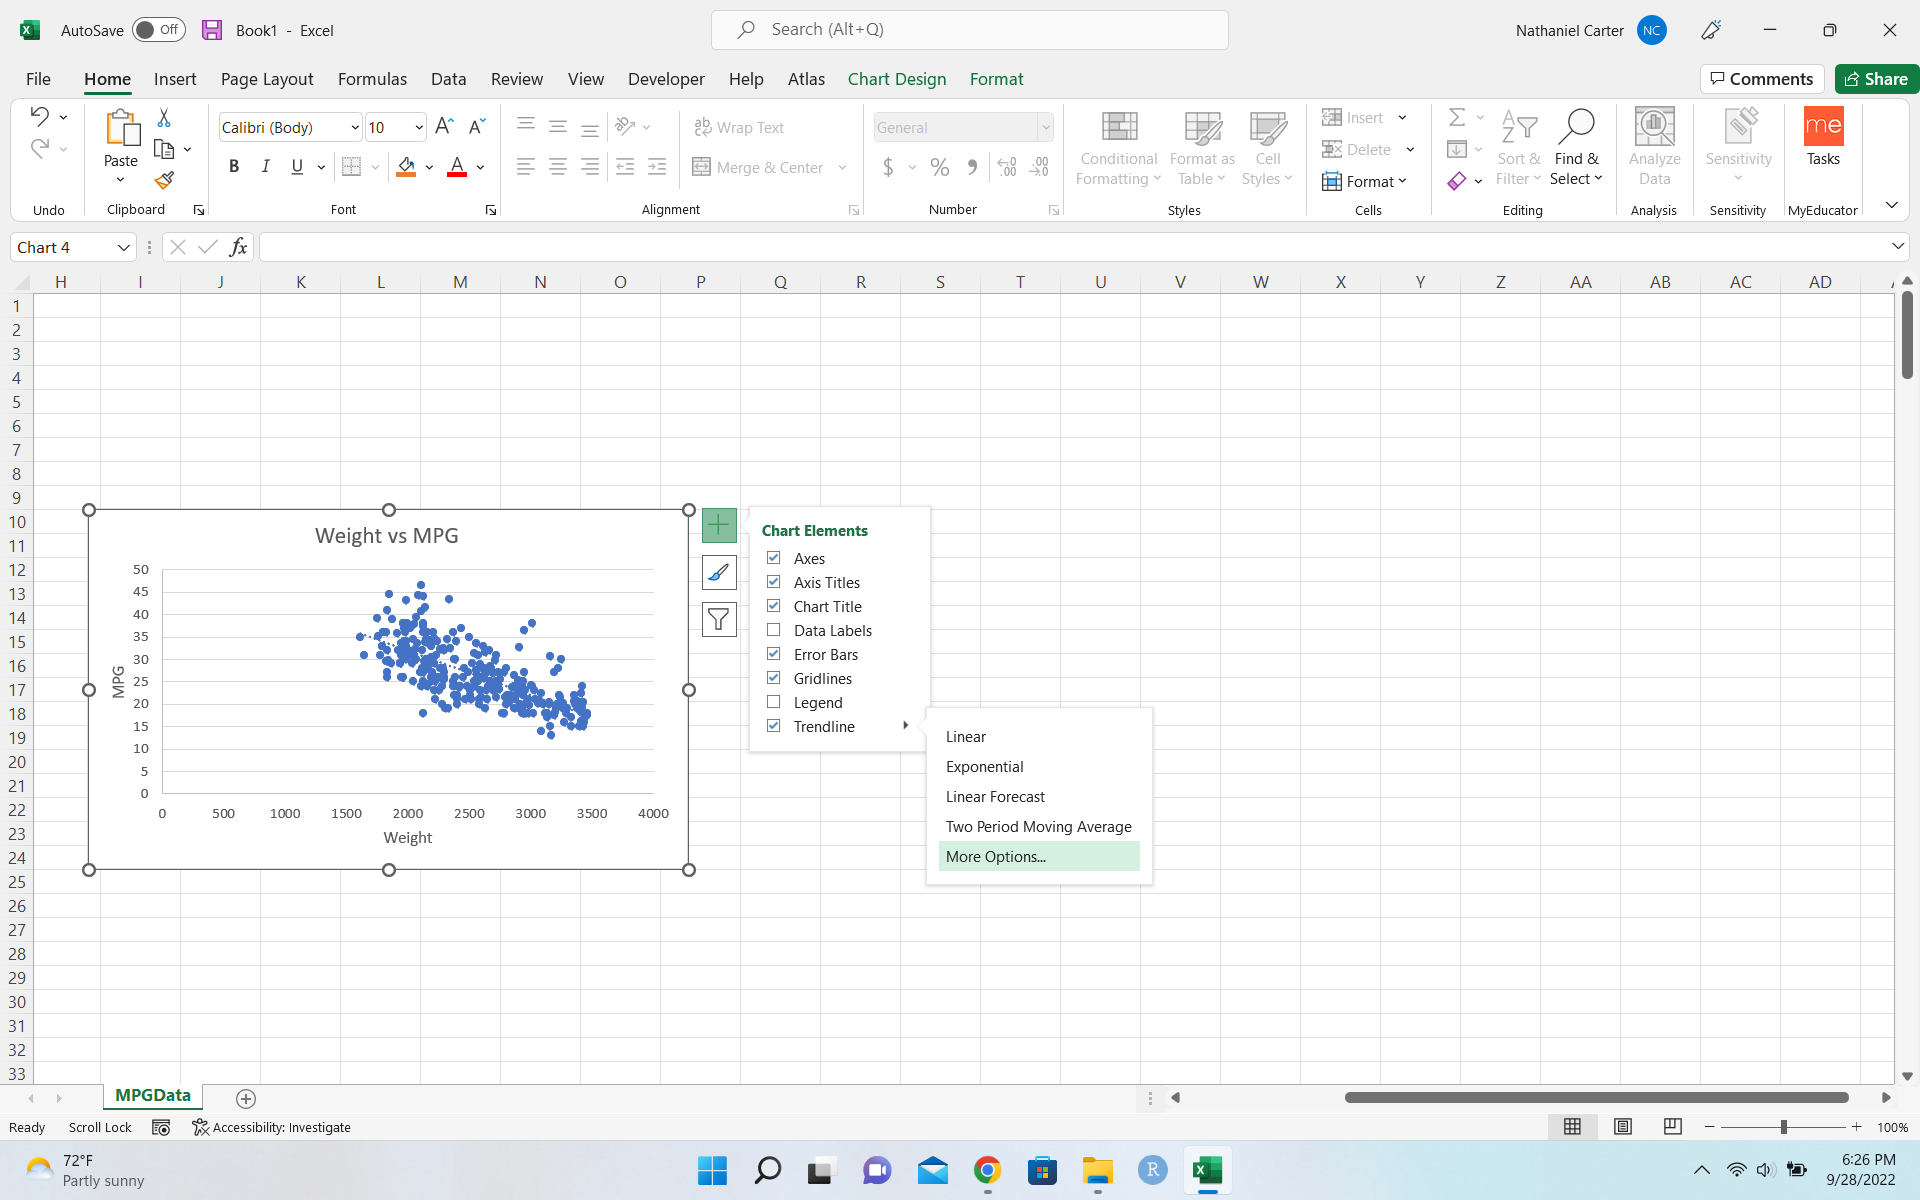 AutoSave Off Book1 - Excel Search (Alt+Q) Nathaniel Carter NC
File Home Insert Page Layout Formulas Data Review View Developer Help Atlas Chart Design Format Comments Share
Calibri (Body) 10 Wrap Text General Insert Σ me
Paste Conditional Format as Cell Delete Sort & Find & Analyze Sensitivity Tasks
B I U A Merge & Center $ % Formatting Table Styles Format Filter Select Data
Undo Clipboard Font Alignment Number Styles Cells Editing Analysis Sensitivity MyEducator
Chart 4 fx
H I J K L M N O P Q R S T U V W X Y Z AA AB AC AD
1
2
3
4
5
6
7
8
9
10
11
12
13
14
15
16
17
18
19
20
21
22
23
24
25
26
27
28
29
30
31
32
33
Weight vs MPG
50
45
40
35
30
25
20
15
10
5
0
MPG
0 500 1000 1500 2000 2500 3000 3500 4000
Weight
Chart Elements
Axes
Axis Titles
Chart Title
Data Labels
Error Bars
Gridlines
Legend
Trendline
Linear
Exponential
Linear Forecast
Two Period Moving Average
More Options...
MPGData
Ready Scroll Lock Accessibility: Investigate 100%
72°F
Partly sunny
R
6:26 PM
9/28/2022